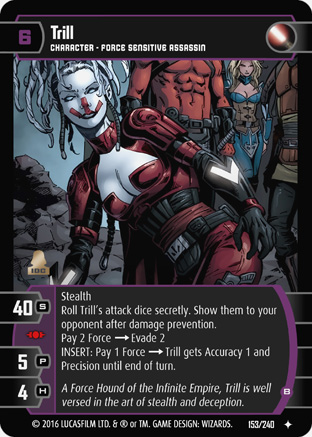 6
Trill
CHARACTER - FORCE SENSITIVE ASSASSIN
IDC
40 S
Stealth
Roll Trill's attack dice secretly. Show them to your
opponent after damage prevention.
Pay 2 Force → Evade 2
5 P
INSERT: Pay 1 Force → Trill gets Accuracy 1 and
Precision until end of turn.
4 H
A Force Hound of the Infinite Empire, Trill is well
versed in the art of stealth and deception.
B
© 2016 LUCASFILM LTD. & ® or TM. GAME DESIGN: WIZARDS.
153/240